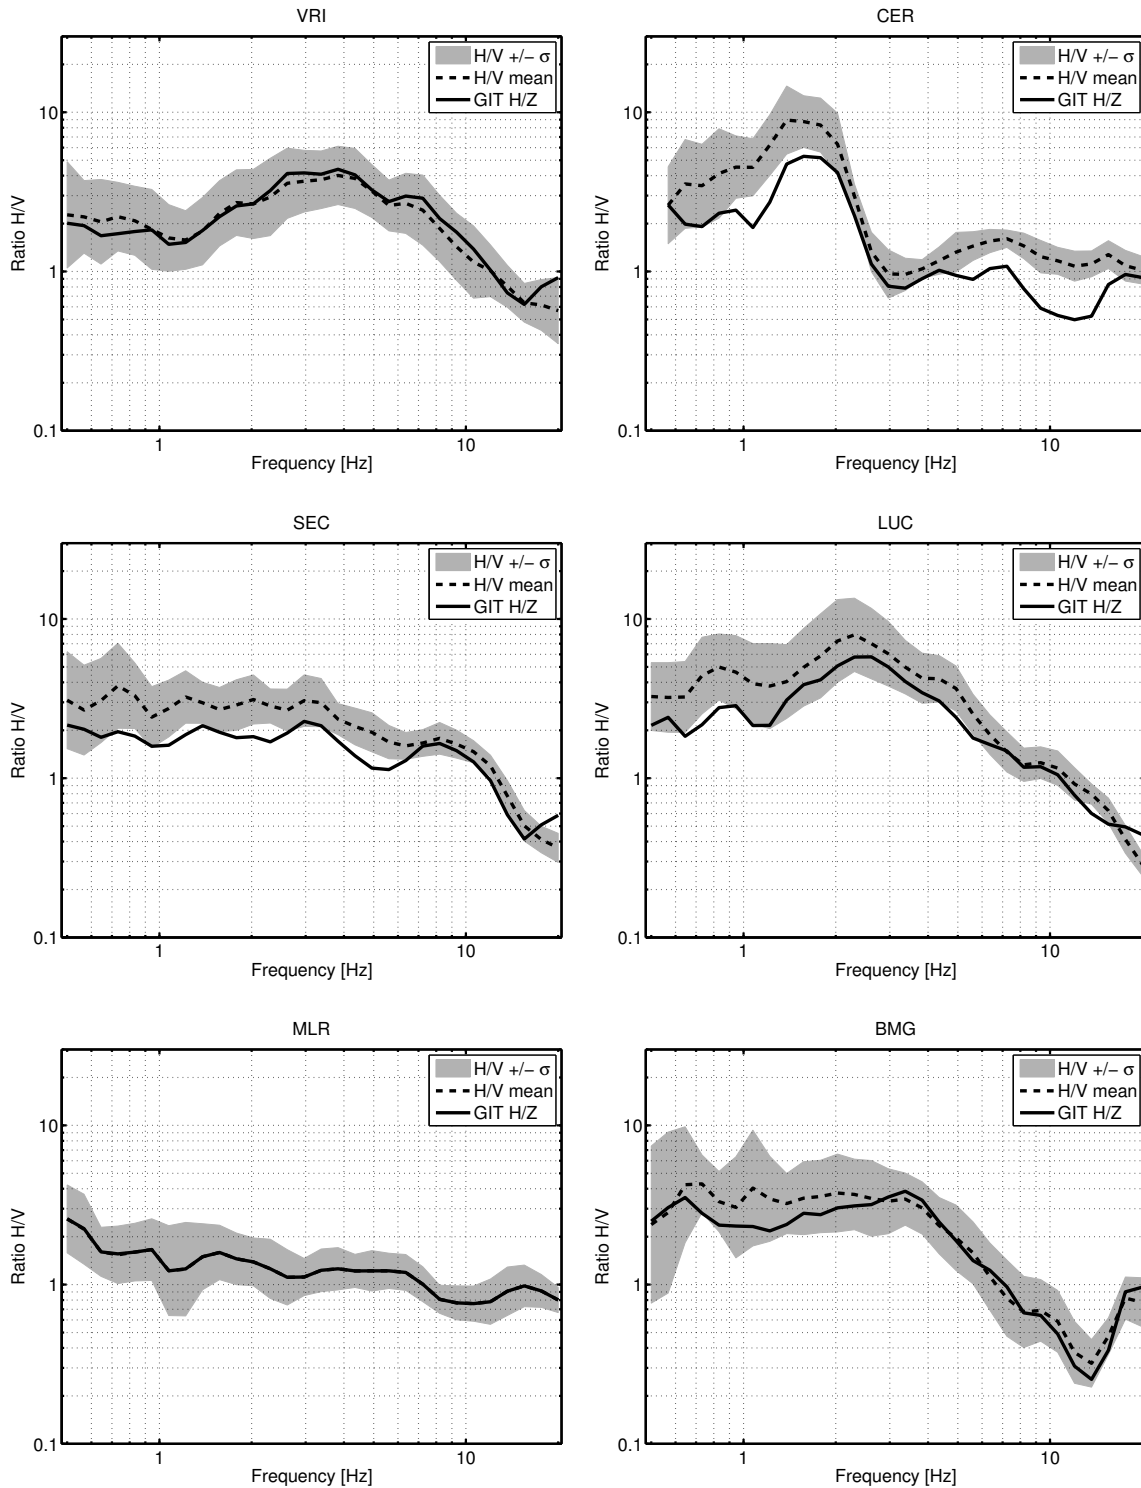 VRI
H/V +/− σ
H/V mean
GIT H/Z
10
1
0.1
Ratio H/V
1
10
Frequency [Hz]
CER
H/V +/− σ
H/V mean
GIT H/Z
10
1
0.1
Ratio H/V
1
10
Frequency [Hz]
SEC
H/V +/− σ
H/V mean
GIT H/Z
10
1
0.1
Ratio H/V
1
10
Frequency [Hz]
LUC
H/V +/− σ
H/V mean
GIT H/Z
10
1
0.1
Ratio H/V
1
10
Frequency [Hz]
MLR
H/V +/− σ
H/V mean
GIT H/Z
10
1
0.1
Ratio H/V
1
10
Frequency [Hz]
BMG
H/V +/− σ
H/V mean
GIT H/Z
10
1
0.1
Ratio H/V
1
10
Frequency [Hz]